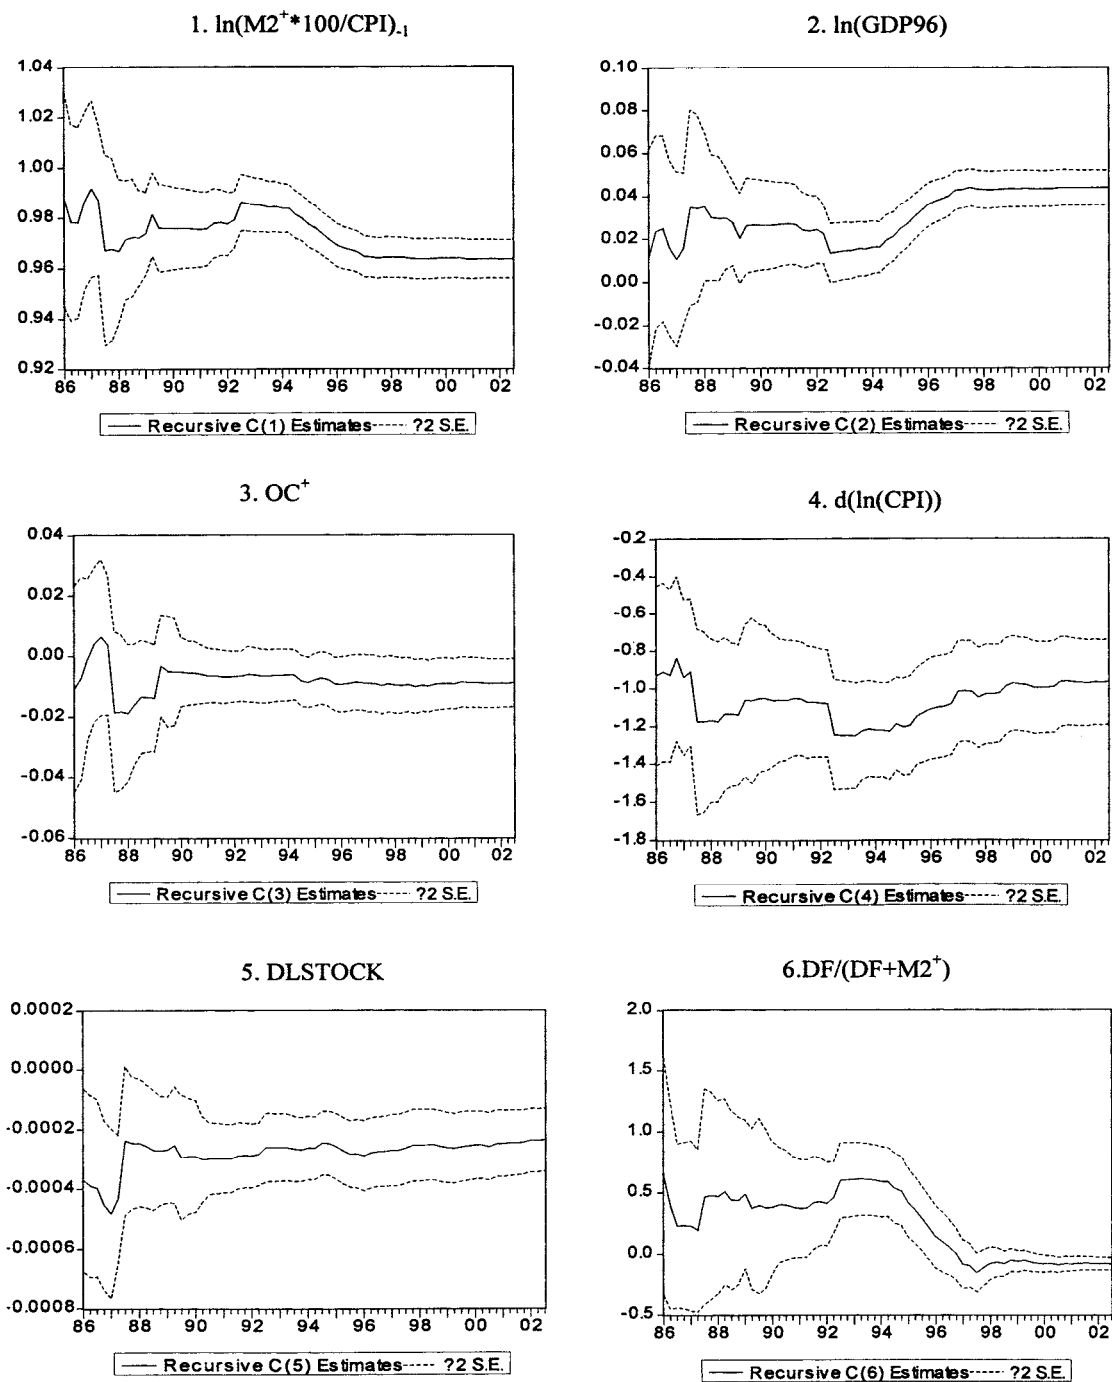 1. ln(M2⁺*100/CPI)₋₁
1.04
1.02
1.00
0.98
0.96
0.94
0.92
86 88 90 92 94 96 98 00 02
Recursive C(1) Estimates ----- ?2 S.E.
2. ln(GDP96)
0.10
0.08
0.06
0.04
0.02
0.00
-0.02
-0.04
86 88 90 92 94 96 98 00 02
Recursive C(2) Estimates ----- ?2 S.E.
3. OC⁺
0.04
0.02
0.00
-0.02
-0.04
-0.06
86 88 90 92 94 96 98 00 02
Recursive C(3) Estimates ----- ?2 S.E.
4. d(ln(CPI))
-0.2
-0.4
-0.6
-0.8
-1.0
-1.2
-1.4
-1.6
-1.8
86 88 90 92 94 96 98 00 02
Recursive C(4) Estimates ----- ?2 S.E.
5. DLSTOCK
0.0002
0.0000
-0.0002
-0.0004
-0.0006
-0.0008
86 88 90 92 94 96 98 00 02
Recursive C(5) Estimates ----- ?2 S.E.
6.DF/(DF+M2⁺)
2.0
1.5
1.0
0.5
0.0
-0.5
86 88 90 92 94 96 98 00 02
Recursive C(6) Estimates ----- ?2 S.E.